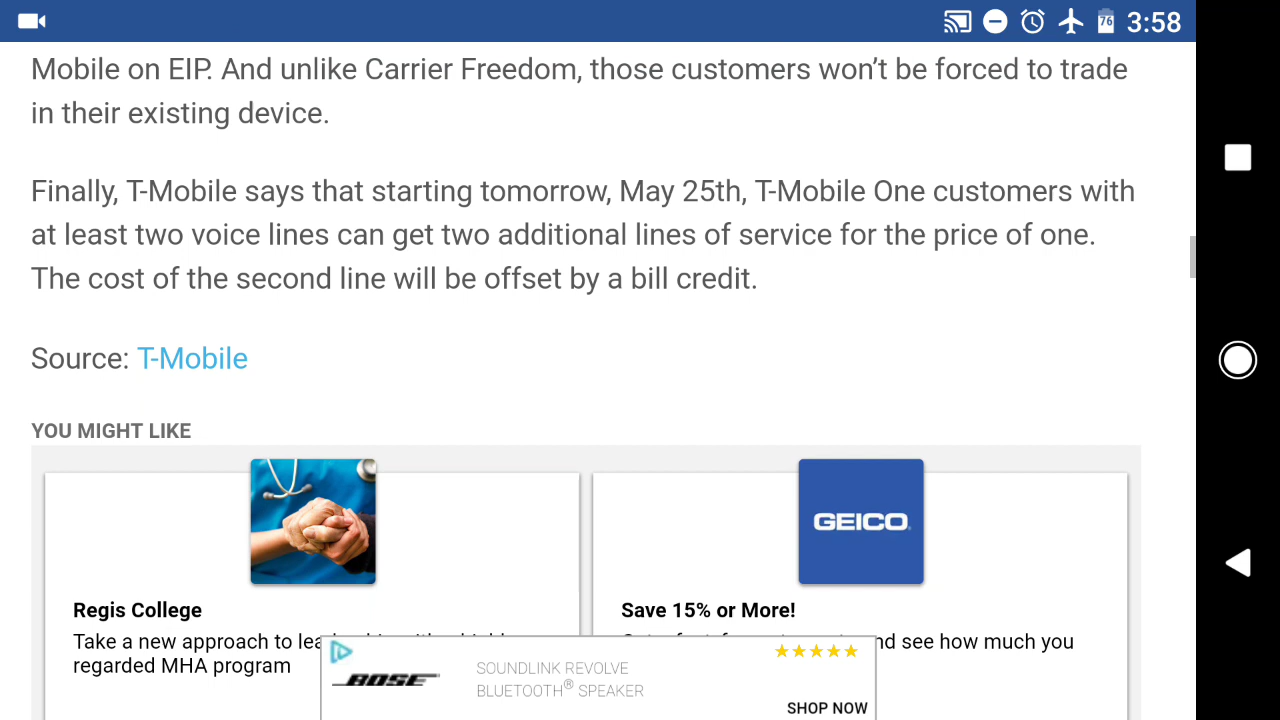 76 3:58
Mobile on EIP. And unlike Carrier Freedom, those customers won’t be forced to trade
in their existing device.
Finally, T-Mobile says that starting tomorrow, May 25th, T-Mobile One customers with
at least two voice lines can get two additional lines of service for the price of one.
The cost of the second line will be offset by a bill credit.
Source: T-Mobile
YOU MIGHT LIKE
GEICO
Regis College
Take a new approach to
regarded MHA program
Save 15% or More!
and see how much you
BOSE
SOUNDLINK REVOLVE
BLUETOOTH® SPEAKER
SHOP NOW